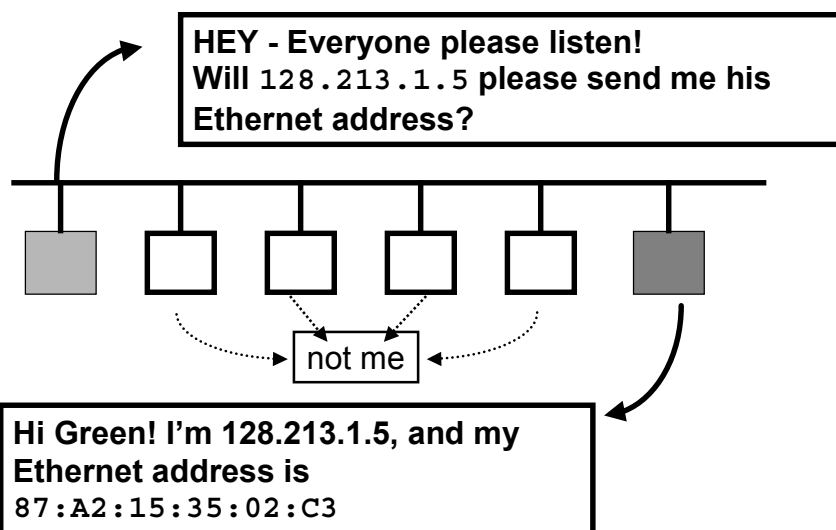 HEY - Everyone please listen!
Will 128.213.1.5 please send me his
Ethernet address?
not me
Hi Green! I'm 128.213.1.5, and my
Ethernet address is
87:A2:15:35:02:C3